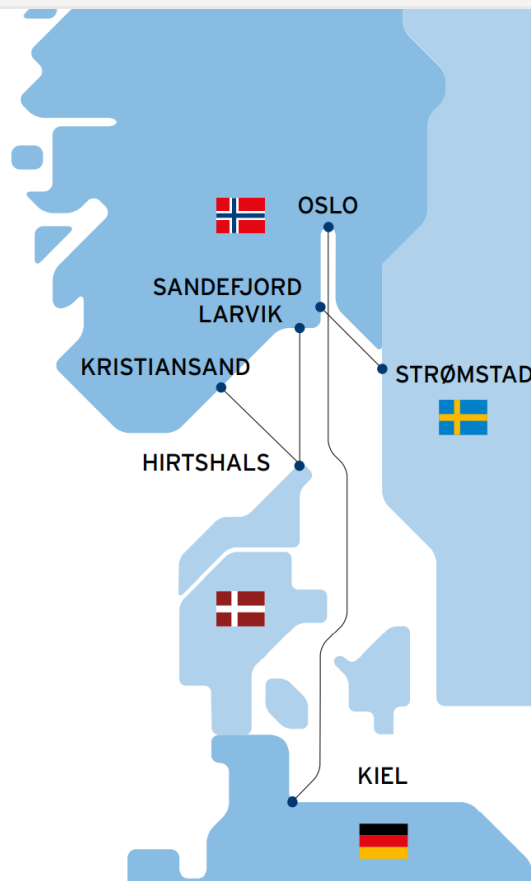 OSLO
SANDEFJORD
LARVIK
KRISTIANSAND
STRØMSTAD
HIRTSHALS
KIEL